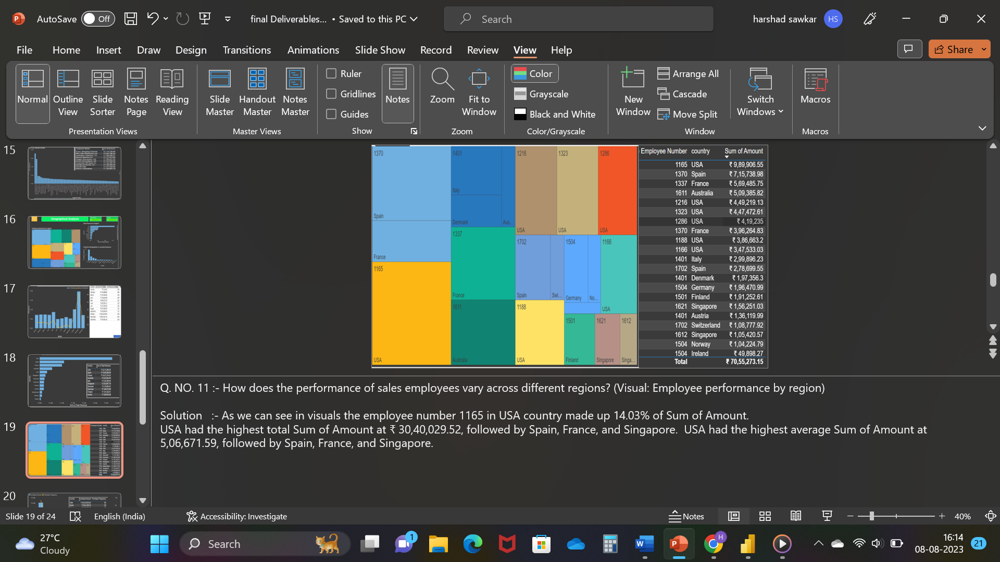 AutoSave Off final Deliverables... • Saved to this PC Search harshad sawkar HS
File Home Insert Draw Design Transitions Animations Slide Show Record Review View Help Share
Normal Outline View Slide Sorter Notes Page Reading View
Presentation Views
Slide Master Handout Master Notes Master
Master Views
Ruler
Gridlines
Guides
Notes
Show
Zoom Fit to Window
Zoom
Color
Grayscale
Black and White
Color/Grayscale
New Window
Arrange All
Cascade
Move Split
Switch Windows
Window
Macros
Macros
15
16
Geographical Analysis
17
18
19
20
1370
Spain
France
1165
USA
1401
Italy
Denmark
Aus...
1337
France
1611
Australia
1216
USA
1323
USA
1286
USA
1702
Spain
Swi...
1504
Germany
No...
1166
USA
1188
USA
1501
Finland
1621
Singapore
1612
Singa...
Employee Number country Sum of Amount
1165 USA ₹ 9,89,906.55
1370 Spain ₹ 7,15,738.98
1337 France ₹ 5,69,485.75
1611 Australia ₹ 5,09,385.82
1216 USA ₹ 4,49,219.13
1323 USA ₹ 4,47,472.61
1286 USA ₹ 4,19,235
1370 France ₹ 3,96,264.83
1188 USA ₹ 3,86,663.2
1166 USA ₹ 3,47,533.03
1401 Italy ₹ 2,99,896.23
1702 Spain ₹ 2,78,699.55
1401 Denmark ₹ 1,97,356.3
1504 Germany ₹ 1,96,470.99
1501 Finland ₹ 1,91,252.61
1621 Singapore ₹ 1,56,251.03
1401 Austria ₹ 1,36,119.99
1702 Switzerland ₹ 1,08,777.92
1612 Singapore ₹ 1,05,420.57
1504 Norway ₹ 1,04,224.79
1504 Ireland ₹ 49,898.27
Total ₹ 70,55,273.15
Q. NO. 11 :- How does the performance of sales employees vary across different regions? (Visual: Employee performance by region)
Solution :- As we can see in visuals the employee number 1165 in USA country made up 14.03% of Sum of Amount.
USA had the highest total Sum of Amount at ₹ 30,40,029.52, followed by Spain, France, and Singapore. USA had the highest average Sum of Amount at
5,06,671.59, followed by Spain, France, and Singapore.
Slide 19 of 24 English (India) Accessibility: Investigate Notes 40%
27°C
Cloudy
Search
1
H
16:14
08-08-2023
21